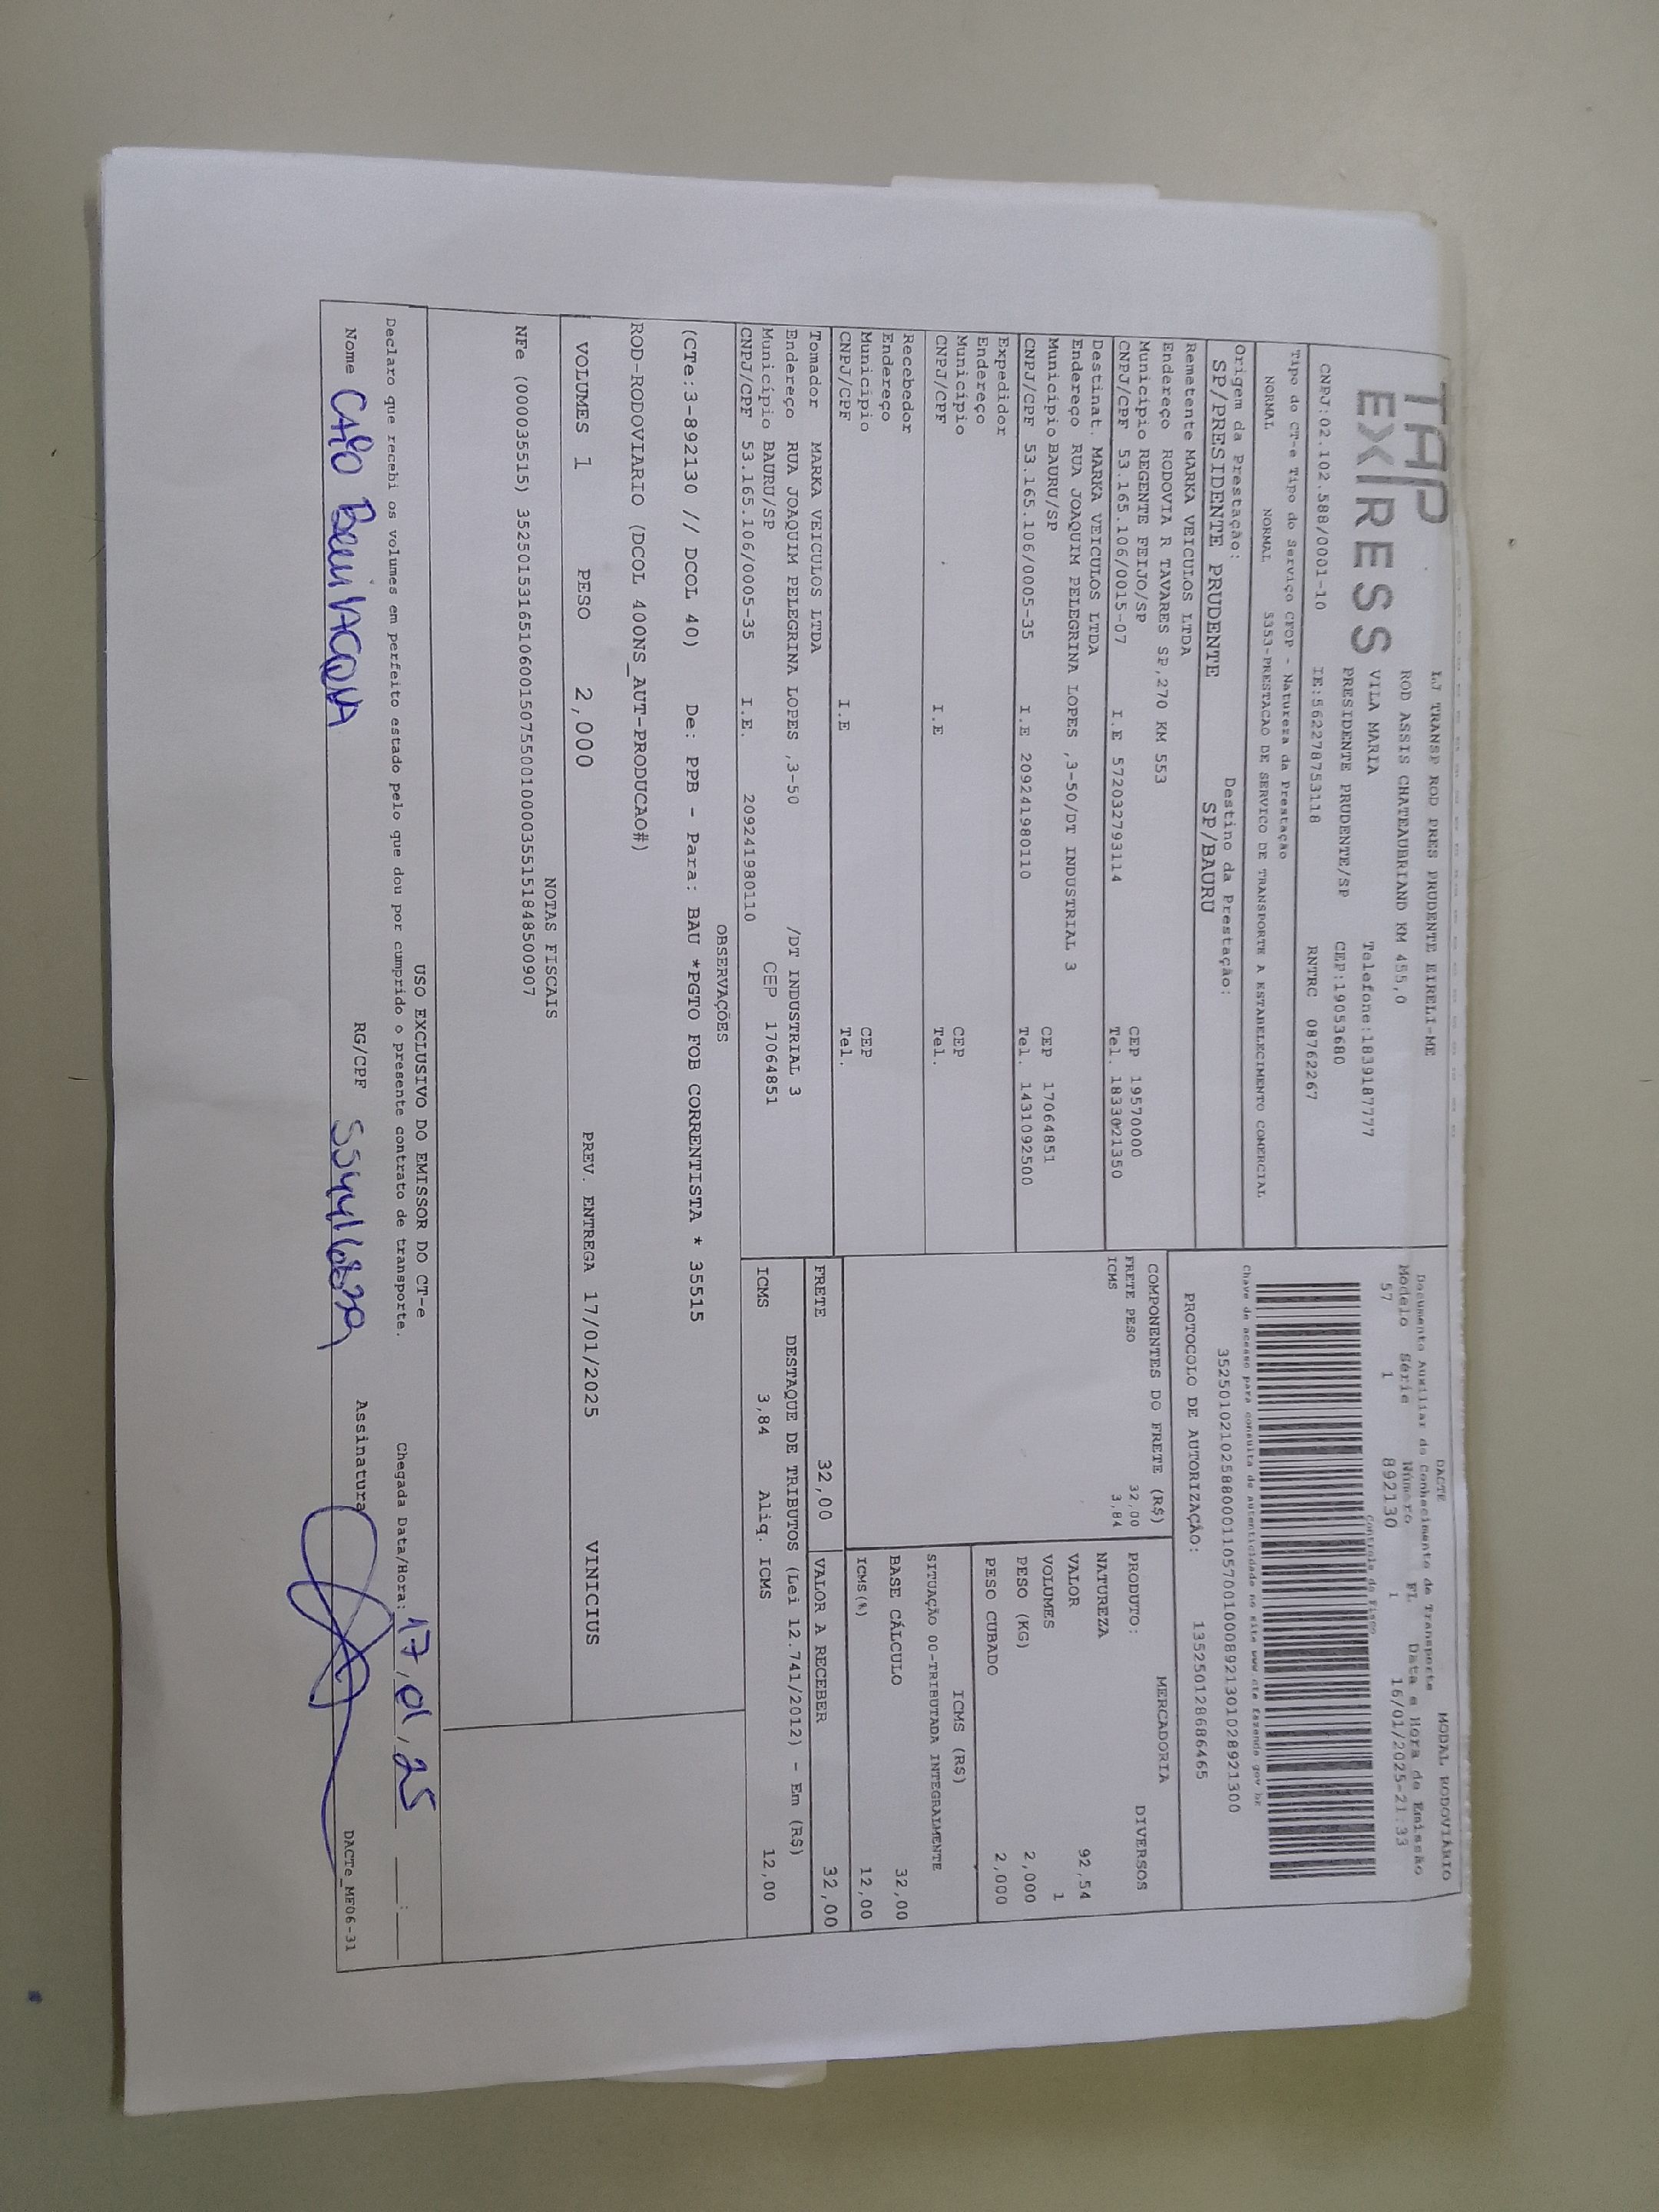 TAP
EXPRESS
LJ TRANSP ROD PRES PRUDENTE EIRELI-ME
ROD ASSIS CHATEAUBRIAND KM 455,0
VILA MARIA Telefone:1839187777
PRESIDENTE PRUDENTE/SP CEP:19053680
CNPJ:02.102.588/0001-10 IE:562278753118 RNTRC 08762267
DACTE MODAL RODOVIÁRIO
Documento Auxiliar do Conhecimento de Transporte
Modelo Série Número FL Data e Hora de Emissão
57 1 892130 1 16/01/2025-21:33
Controle do Fisco
Chave de acesso para consulta de autenticidade no site www.cte.fazenda.gov.br
35250102102588000110570010008921301028921300
PROTOCOLO DE AUTORIZAÇÃO: 135250128686465
Tipo do CT-e Tipo do Serviço CFOP - Natureza da Prestação
NORMAL NORMAL 5353-PRESTACAO DE SERVICO DE TRANSPORTE A ESTABELECIMENTO COMERCIAL
Origem da Prestação: Destino da Prestação:
SP/PRESIDENTE PRUDENTE SP/BAURU
Remetente MARKA VEICULOS LTDA
Endereço RODOVIA R TAVARES SP,270 KM 553
Município REGENTE FEIJO/SP CEP 19570000
CNPJ/CPF 53.165.106/0015-07 I.E 572032793114 Tel. 1833021350
Destinat. MARKA VEICULOS LTDA
Endereço RUA JOAQUIM PELEGRINA LOPES ,3-50/DT INDUSTRIAL 3
Município BAURU/SP CEP 17064851
CNPJ/CPF 53.165.106/0005-35 I.E 209241980110 Tel. 1431092500
Expedidor
Endereço
Município CEP
CNPJ/CPF I.E Tel.
Recebedor
Endereço
Município CEP
CNPJ/CPF I.E Tel.
Tomador MARKA VEICULOS LTDA
Endereço RUA JOAQUIM PELEGRINA LOPES ,3-50 /DT INDUSTRIAL 3
Município BAURU/SP CEP 17064851
CNPJ/CPF 53.165.106/0005-35 I.E. 209241980110
COMPONENTES DO FRETE (R$)
FRETE PESO 32,00
ICMS 3,84
MERCADORIA
PRODUTO: DIVERSOS
NATUREZA
VALOR 92,54
VOLUMES 1
PESO (KG) 2,000
PESO CUBADO 2,000
ICMS (R$)
SITUAÇÃO 00-TRIBUTADA INTEGRALMENTE
BASE CÁLCULO 32,00
ICMS(%) 12,00
FRETE 32,00 VALOR A RECEBER 32,00
DESTAQUE DE TRIBUTOS (Lei 12.741/2012) - Em (R$)
ICMS 3,84 Aliq. ICMS 12,00
OBSERVAÇÕES
(CTe:3-892130 // DCOL 40) De: PPB - Para: BAU *PGTO FOB CORRENTISTA * 35515
ROD-RODOVIARIO (DCOL 400NS_AUT-PRODUCAO#)
VOLUMES 1 PESO 2,000 PREV. ENTREGA 17/01/2025 VINICIUS
NOTAS FISCAIS
NFe (000035515) 35250153165106001507550010000355151848500907
USO EXCLUSIVO DO EMISSOR DO CT-e
Declaro que recebi os volumes em perfeito estado pelo que dou por cumprido o presente contrato de transporte. Chegada Data/Hora: 17,01,25 __:__
Nome CAIO RG/CPF Assinatura
DACTe_MF06-31